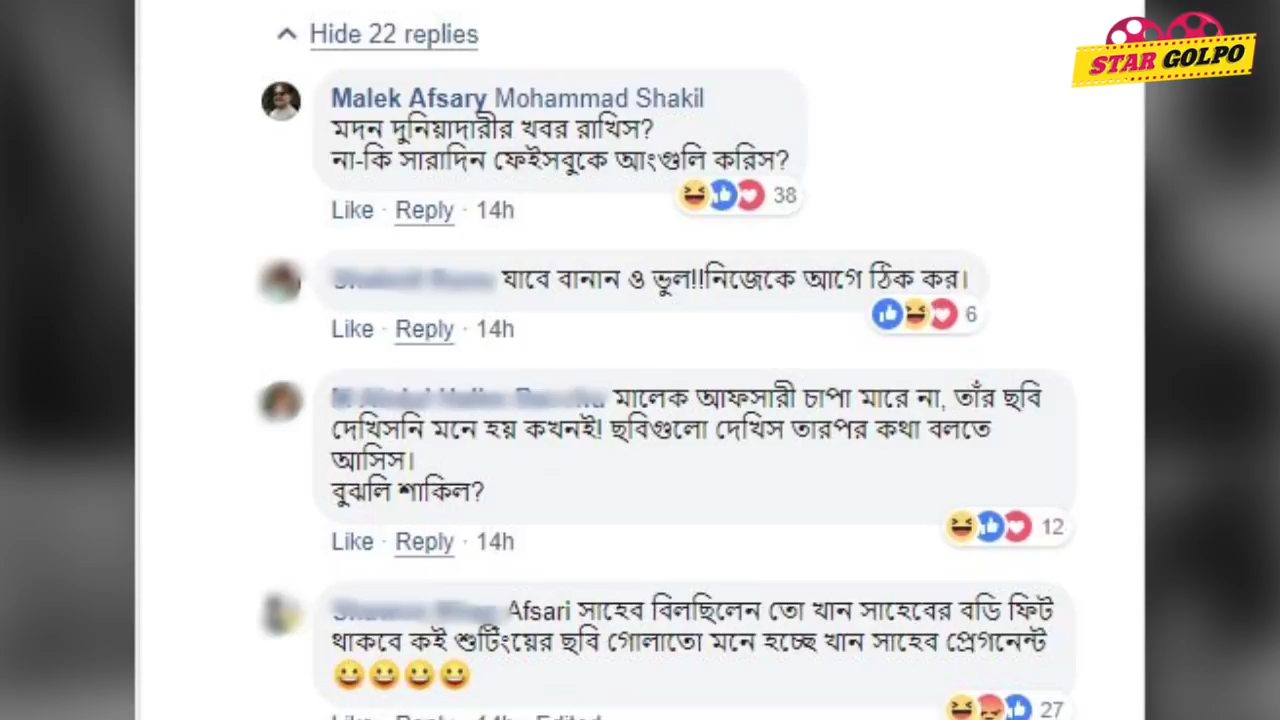 STAR GOLPO
Hide 22 replies
Malek Afsary Mohammad Shakil
মদন দুনিয়াদারীর খবর রাখিস?
না-কি সারাদিন ফেইসবুকে আংগুলি করিস?
38
Like · Reply · 14h
যাবে বানান ও ভুল!!নিজেকে আগে ঠিক কর।
6
Like · Reply · 14h
মালেক আফসারী চাপা মারে না, তাঁর ছবি
দেখিসনি মনে হয় কখনই! ছবিগুলো দেখিস তারপর কথা বলতে
আসিস।
বুঝলি শাকিল?
12
Like · Reply · 14h
Afsari সাহেব বিলছিলেন তো খান সাহেবের বডি ফিট
থাকবে কই শুটিংয়ের ছবি গোলাতো মনে হচ্ছে খান সাহেব প্রেগনেন্ট
😀😀😀😀
27
Like · Reply · 14h · Edited